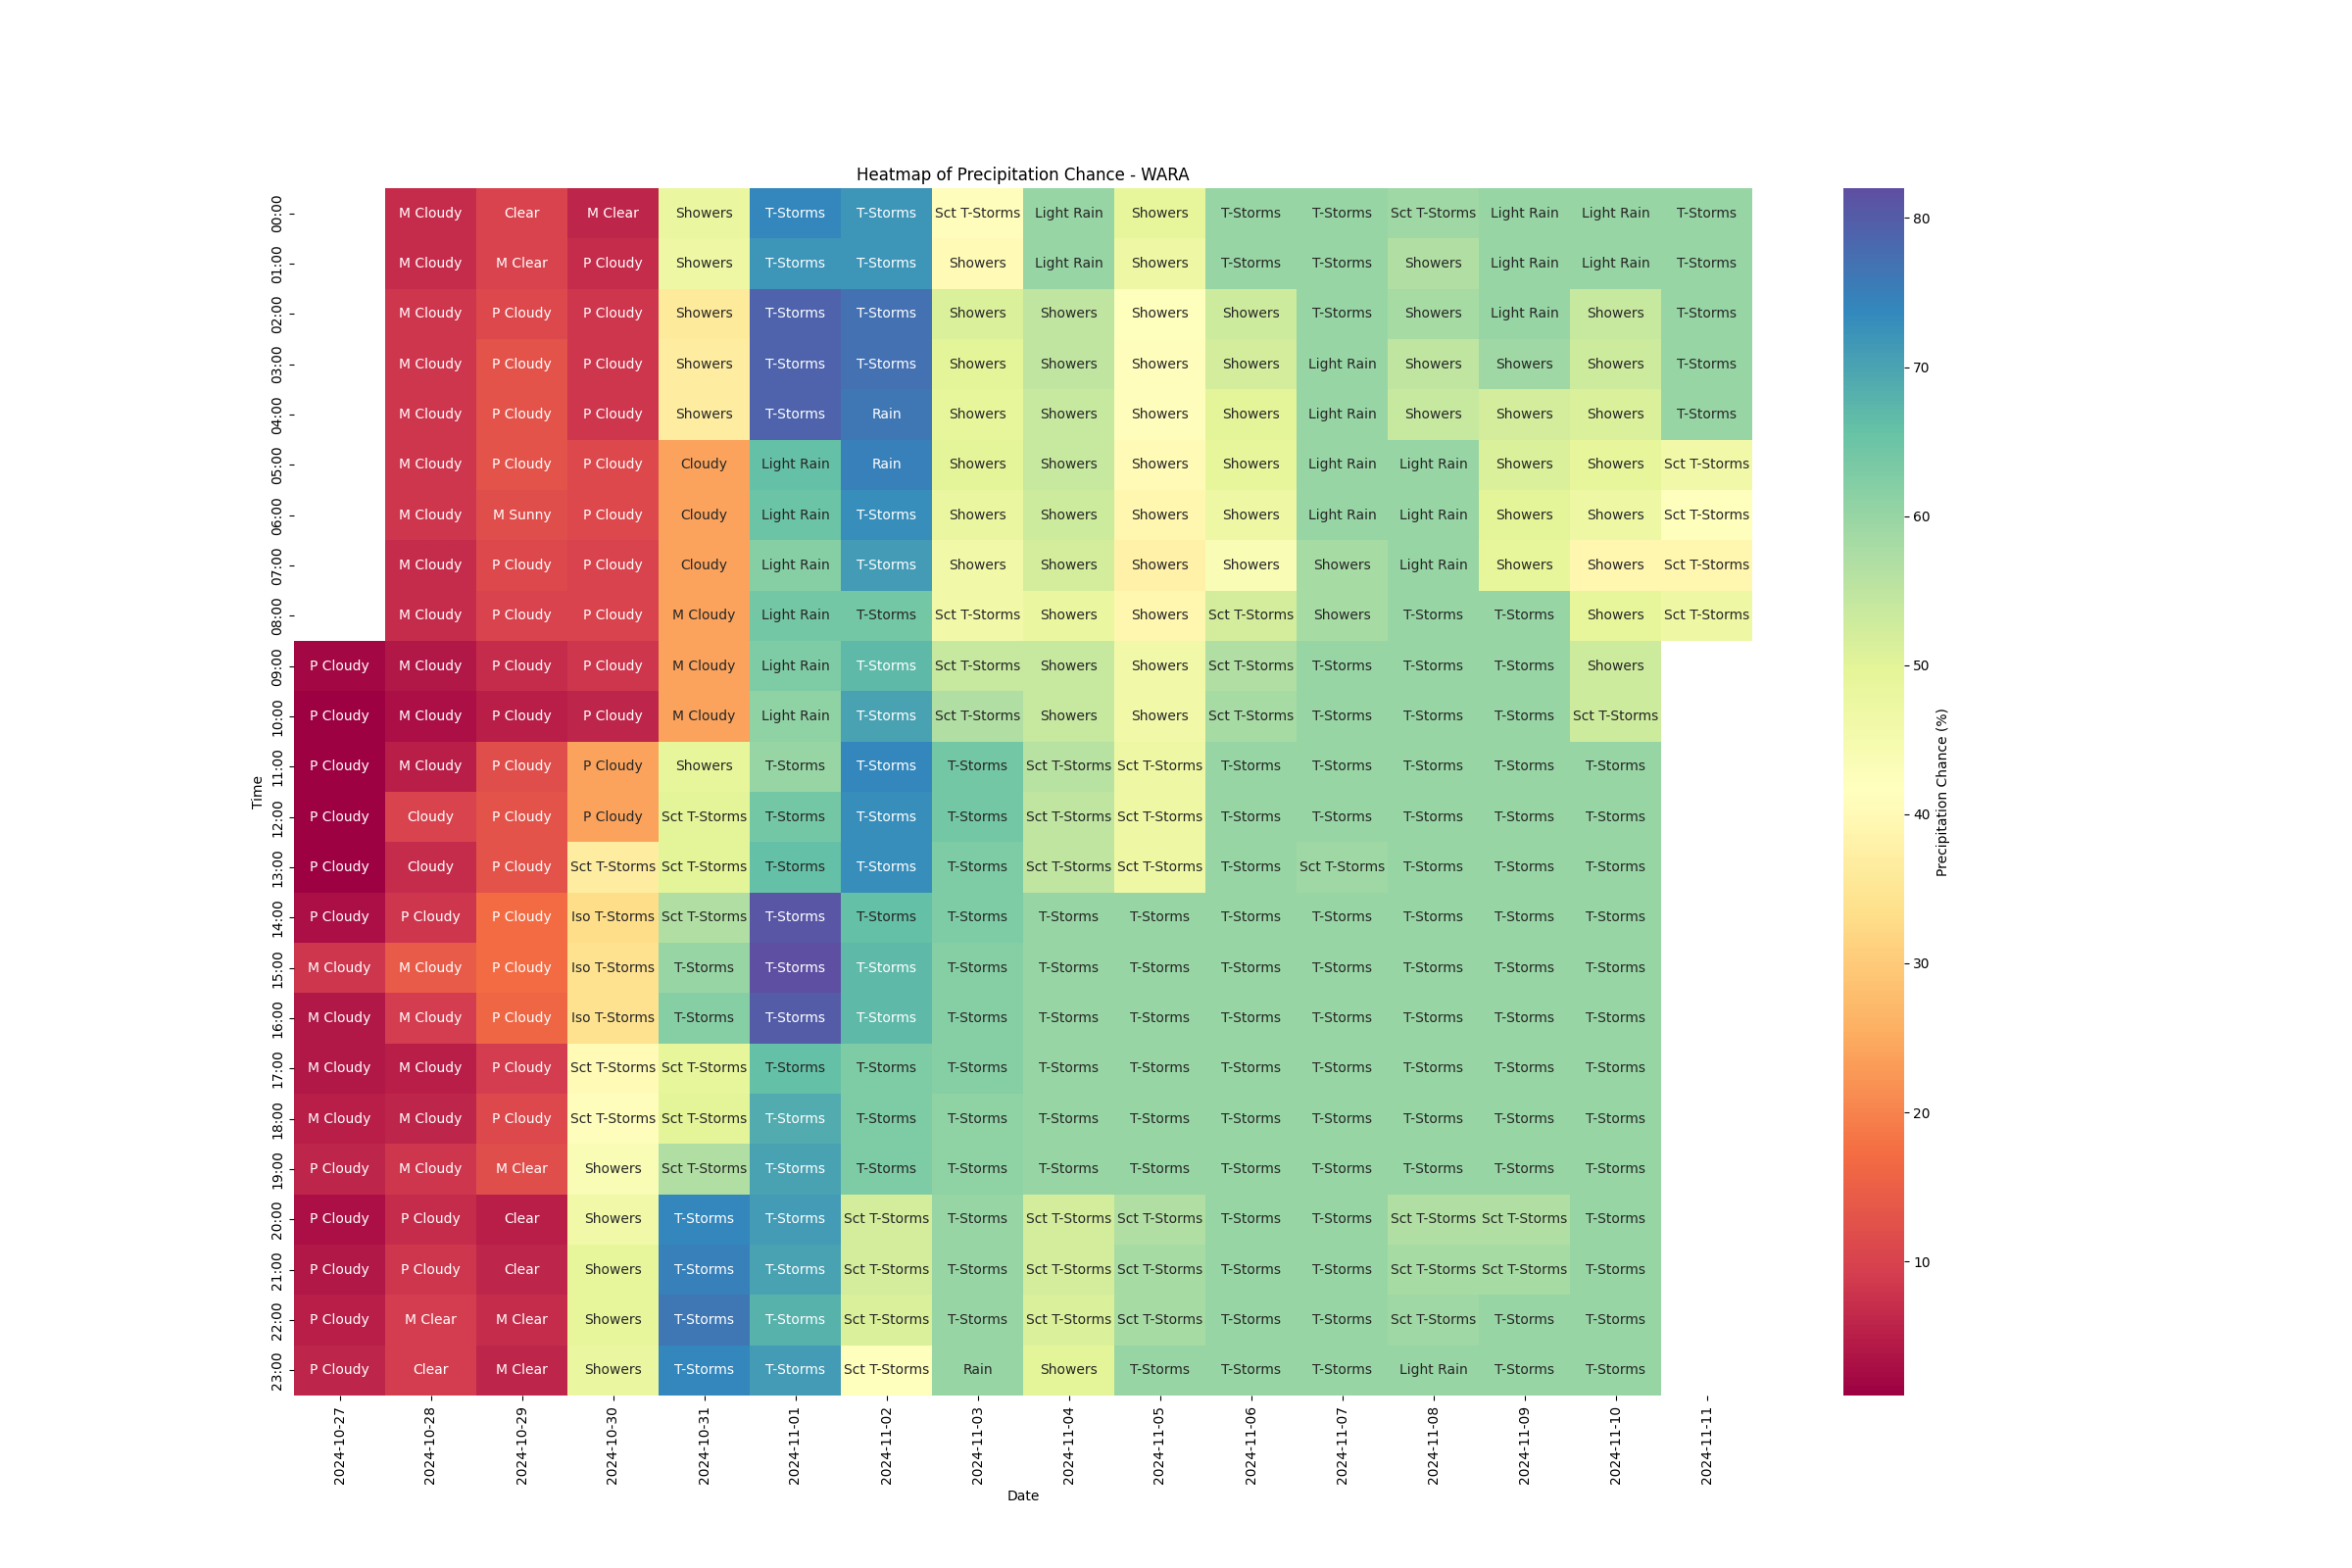 Heatmap of Precipitation Chance - WARA
00:00 M Cloudy Clear M Clear Showers T-Storms T-Storms Sct T-Storms Light Rain Showers T-Storms T-Storms Sct T-Storms Light Rain Light Rain T-Storms
01:00 M Cloudy M Clear P Cloudy Showers T-Storms T-Storms Showers Light Rain Showers T-Storms T-Storms Showers Light Rain Light Rain T-Storms
02:00 M Cloudy P Cloudy P Cloudy Showers T-Storms T-Storms Showers Showers Showers Showers T-Storms Showers Light Rain Showers T-Storms
03:00 M Cloudy P Cloudy P Cloudy Showers T-Storms T-Storms Showers Showers Showers Showers Light Rain Showers Showers Showers T-Storms
04:00 M Cloudy P Cloudy P Cloudy Showers T-Storms Rain Showers Showers Showers Showers Light Rain Showers Showers Showers T-Storms
05:00 M Cloudy P Cloudy P Cloudy Cloudy Light Rain Rain Showers Showers Showers Showers Light Rain Light Rain Showers Showers Sct T-Storms
06:00 M Cloudy M Sunny P Cloudy Cloudy Light Rain T-Storms Showers Showers Showers Showers Light Rain Light Rain Showers Showers Sct T-Storms
07:00 M Cloudy P Cloudy P Cloudy Cloudy Light Rain T-Storms Showers Showers Showers Showers Showers Light Rain Showers Showers Sct T-Storms
08:00 M Cloudy P Cloudy P Cloudy M Cloudy Light Rain T-Storms Sct T-Storms Showers Showers Sct T-Storms Showers T-Storms T-Storms Showers Sct T-Storms
09:00 P Cloudy M Cloudy P Cloudy P Cloudy M Cloudy Light Rain T-Storms Sct T-Storms Showers Showers Sct T-Storms T-Storms T-Storms T-Storms Showers
10:00 P Cloudy M Cloudy P Cloudy P Cloudy M Cloudy Light Rain T-Storms Sct T-Storms Showers Showers Sct T-Storms T-Storms T-Storms T-Storms Sct T-Storms
11:00 P Cloudy M Cloudy P Cloudy P Cloudy Showers T-Storms T-Storms T-Storms Sct T-Storms Sct T-Storms T-Storms T-Storms T-Storms T-Storms T-Storms
12:00 P Cloudy Cloudy P Cloudy P Cloudy Sct T-Storms T-Storms T-Storms T-Storms Sct T-Storms Sct T-Storms T-Storms T-Storms T-Storms T-Storms T-Storms
13:00 P Cloudy Cloudy P Cloudy Sct T-Storms Sct T-Storms T-Storms T-Storms T-Storms Sct T-Storms Sct T-Storms T-Storms Sct T-Storms T-Storms T-Storms T-Storms
14:00 P Cloudy P Cloudy P Cloudy Iso T-Storms Sct T-Storms T-Storms T-Storms T-Storms T-Storms T-Storms T-Storms T-Storms T-Storms T-Storms T-Storms
15:00 M Cloudy M Cloudy P Cloudy Iso T-Storms T-Storms T-Storms T-Storms T-Storms T-Storms T-Storms T-Storms T-Storms T-Storms T-Storms T-Storms
16:00 M Cloudy M Cloudy P Cloudy Iso T-Storms T-Storms T-Storms T-Storms T-Storms T-Storms T-Storms T-Storms T-Storms T-Storms T-Storms T-Storms
17:00 M Cloudy M Cloudy P Cloudy Sct T-Storms Sct T-Storms T-Storms T-Storms T-Storms T-Storms T-Storms T-Storms T-Storms T-Storms T-Storms T-Storms
18:00 M Cloudy M Cloudy P Cloudy Sct T-Storms Sct T-Storms T-Storms T-Storms T-Storms T-Storms T-Storms T-Storms T-Storms T-Storms T-Storms T-Storms
19:00 P Cloudy M Cloudy M Clear Showers Sct T-Storms T-Storms T-Storms T-Storms T-Storms T-Storms T-Storms T-Storms T-Storms T-Storms T-Storms
20:00 P Cloudy P Cloudy Clear Showers T-Storms T-Storms Sct T-Storms T-Storms Sct T-Storms Sct T-Storms T-Storms T-Storms Sct T-Storms Sct T-Storms T-Storms
21:00 P Cloudy P Cloudy Clear Showers T-Storms T-Storms Sct T-Storms T-Storms Sct T-Storms Sct T-Storms T-Storms T-Storms Sct T-Storms Sct T-Storms T-Storms
22:00 P Cloudy M Clear M Clear Showers T-Storms T-Storms Sct T-Storms T-Storms Sct T-Storms Sct T-Storms T-Storms T-Storms Sct T-Storms T-Storms T-Storms
23:00 P Cloudy Clear M Clear Showers T-Storms T-Storms Sct T-Storms Rain Showers T-Storms T-Storms T-Storms Light Rain T-Storms T-Storms
Time
2024-10-27 2024-10-28 2024-10-29 2024-10-30 2024-10-31 2024-11-01 2024-11-02 2024-11-03 2024-11-04 2024-11-05 2024-11-06 2024-11-07 2024-11-08 2024-11-09 2024-11-10 2024-11-11
Date
80
70
60
50
40
30
20
10
Precipitation Chance (%)